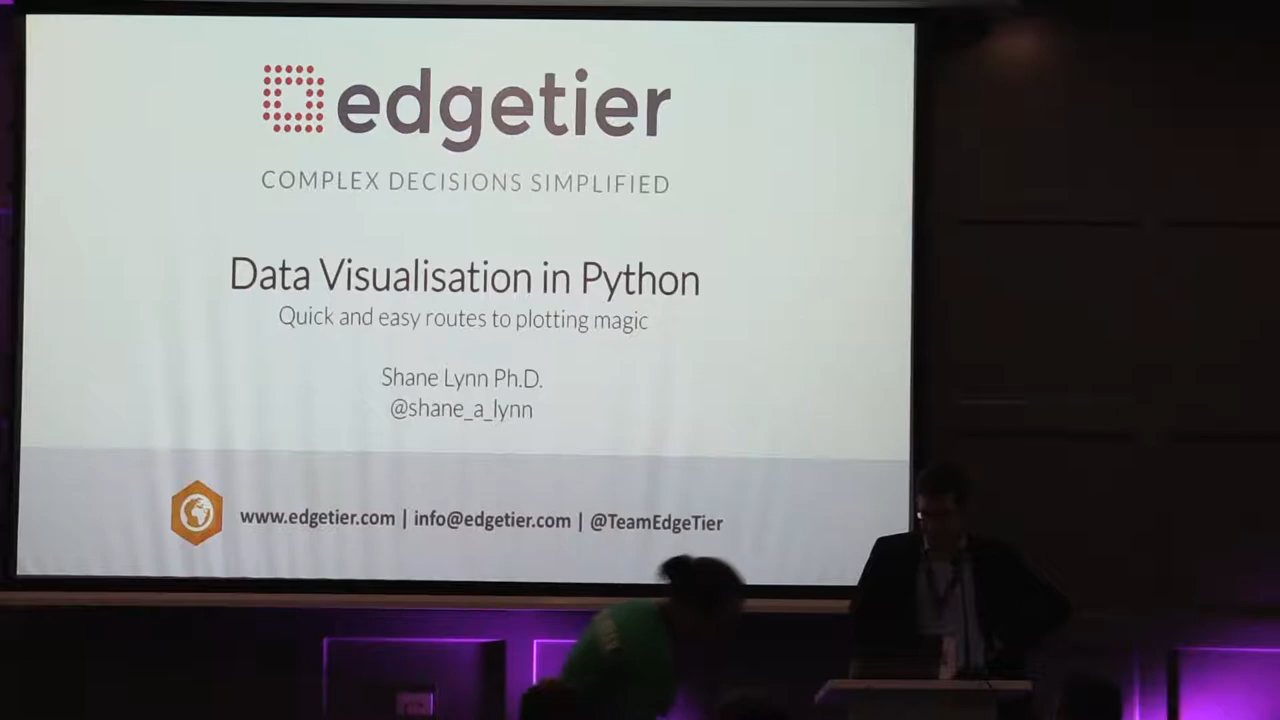 edgetier
COMPLEX DECISIONS SIMPLIFIED
Data Visualisation in Python
Quick and easy routes to plotting magic
Shane Lynn Ph.D.
@shane_a_lynn
www.edgetier.com | info@edgetier.com | @TeamEdgeTier